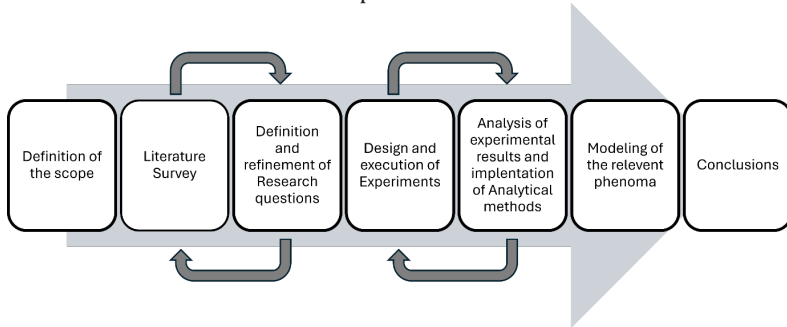 Definition of
the scope
Literature
Survey
Definition
and
refinement of
Research
questions
Design and
execution of
Experiments
Analysis of
experimental
results and
implentation
of Analytical
methods
Modeling of
the relevent
phenoma
Conclusions